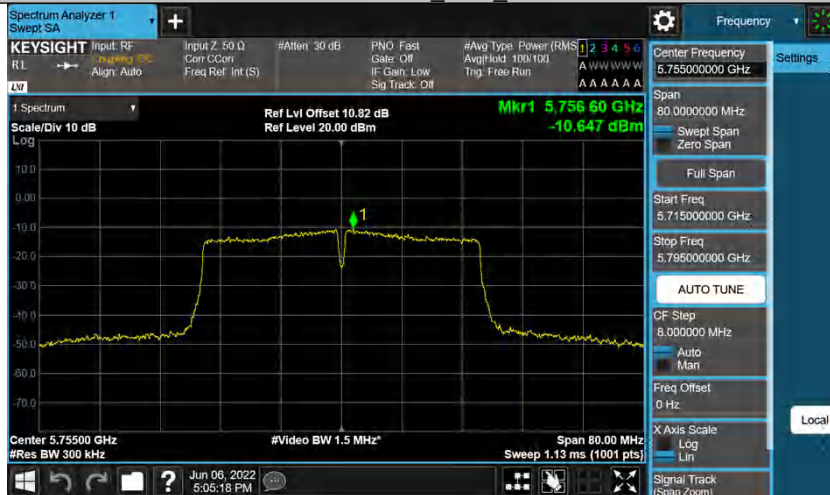 Spectrum Analyzer 1
Swept SA
+
Frequency
KEYSIGHT
RL
LXI
Input: RF
Coupling: DC
Align: Auto
Input Z: 50 Ω
Corr CCorr
Freq Ref: Int (S)
#Atten: 30 dB
PNO: Fast
Gate: Off
IF Gain: Low
Sig Track: Off
#Avg Type: Power (RMS
Avg|Hold: 100/100
Trig: Free Run
1 2 3 4 5 6
A W W W W W
A A A A A A
1 Spectrum
Scale/Div 10 dB
Log
Ref Lvl Offset 10.82 dB
Ref Level 20.00 dBm
Mkr1 5.756 60 GHz
-10.647 dBm
10.0
0.00
-10.0
-20.0
-30.0
-40.0
-50.0
-60.0
-70.0
1
Center 5.75500 GHz
#Res BW 300 kHz
#Video BW 1.5 MHz*
Span 80.00 MHz
Sweep 1.13 ms (1001 pts)
Center Frequency
5.755000000 GHz
Settings
Span
80.0000000 MHz
Swept Span
Zero Span
Full Span
Start Freq
5.715000000 GHz
Stop Freq
5.795000000 GHz
AUTO TUNE
CF Step
8.000000 MHz
Auto
Man
Freq Offset
0 Hz
X Axis Scale
Log
Lin
Local
Signal Track
(Span Zoom)
?
Jun 06, 2022
5:05:18 PM